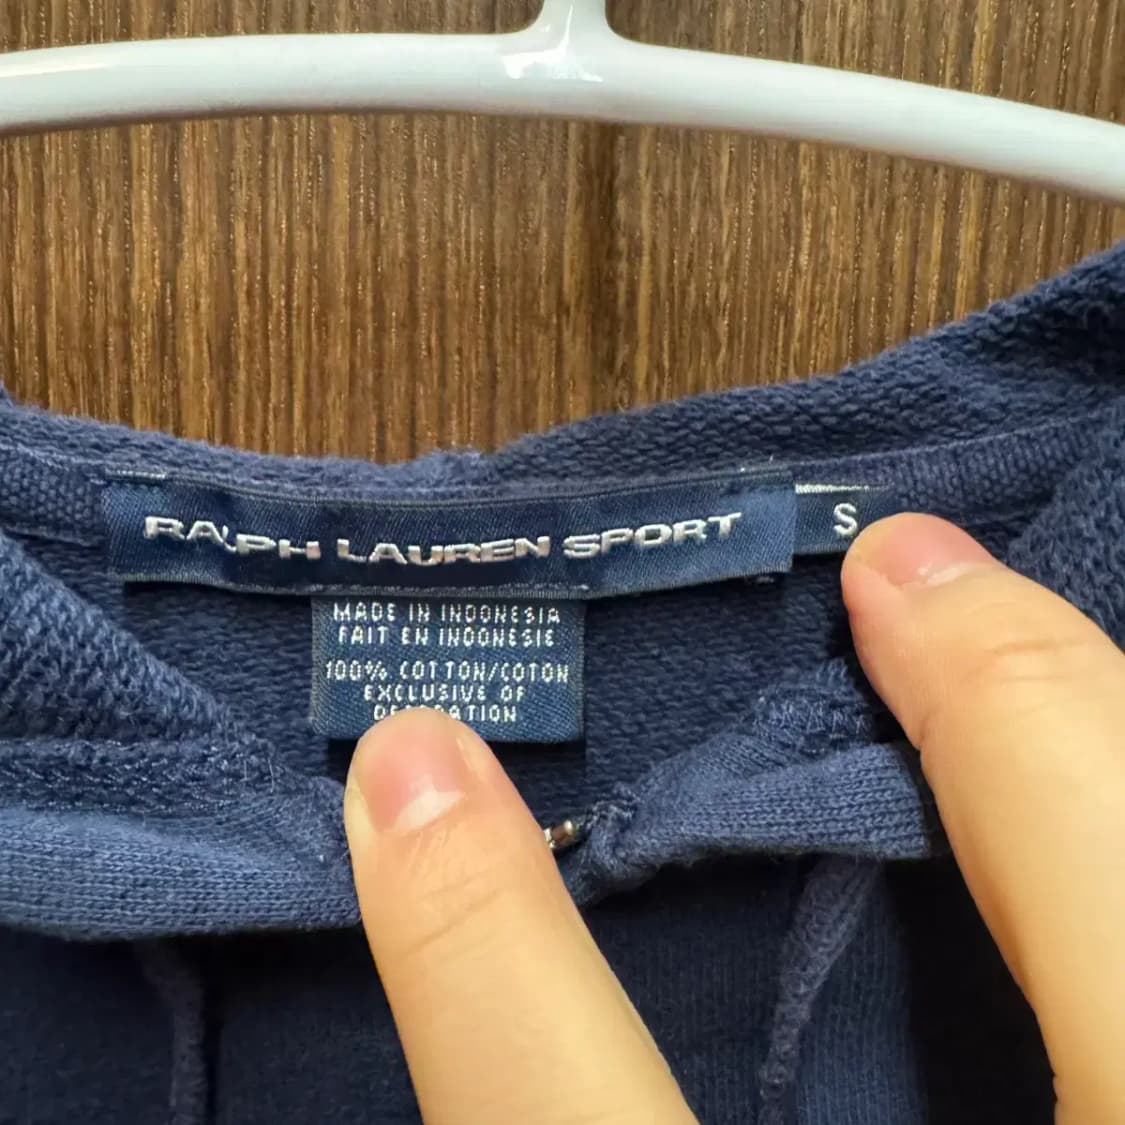 RALPH LAUREN SPORT
S
MADE IN INDONESIA
FAIT EN INDONESIE
100% COTTON/COTON
EXCLUSIVE OF